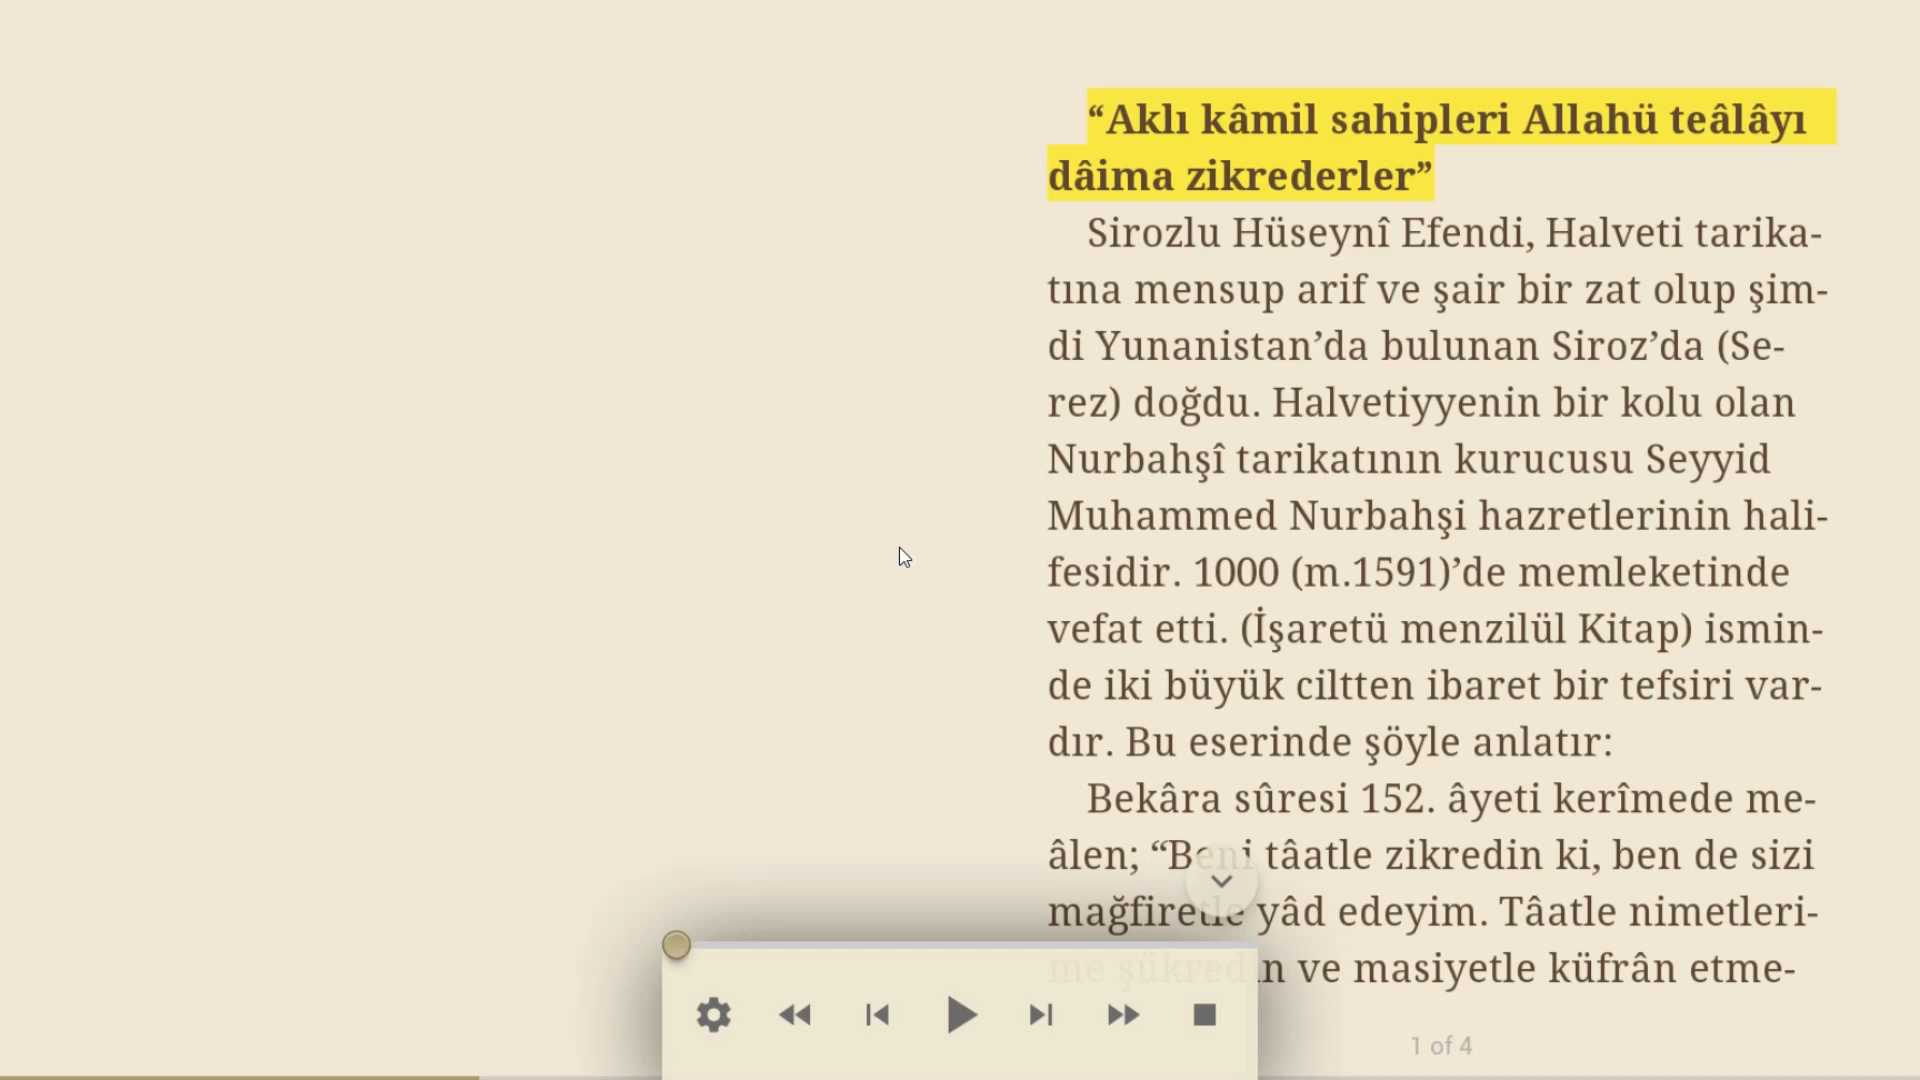 “Aklı kâmil sahipleri Allahü teâlâyı
dâima zikrederler”
Sirozlu Hüseynî Efendi, Halveti tarika-
tına mensup arif ve şair bir zat olup şim-
di Yunanistan’da bulunan Siroz’da (Se-
rez) doğdu. Halvetiyyenin bir kolu olan
Nurbahşî tarikatının kurucusu Seyyid
Muhammed Nurbahşi hazretlerinin hali-
fesidir. 1000 (m.1591)’de memleketinde
vefat etti. (İşaretü menzilül Kitap) ismin-
de iki büyük ciltten ibaret bir tefsiri var-
dır. Bu eserinde şöyle anlatır:
Bekâra sûresi 152. âyeti kerîmede me-
âlen; “Beni tâatle zikredin ki, ben de sizi
mağfiretle yâd edeyim. Tâatle nimetleri-
me şükredin ve masiyetle küfrân etme-
1 of 4